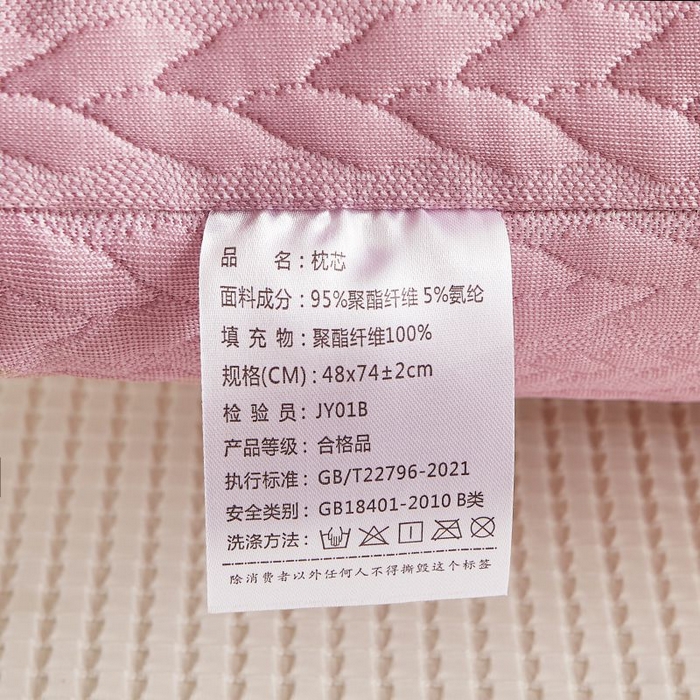 品 名：枕芯
面料成分：95%聚酯纤维 5%氨纶
填 充 物：聚酯纤维100%
规格(CM)：48x74±2cm
检 验 员：JY01B
产品等级：合格品
执行标准：GB/T22796-2021
安全类别：GB18401-2010 B类
洗涤方法：
除消费者以外任何人不得撕毁这个标签